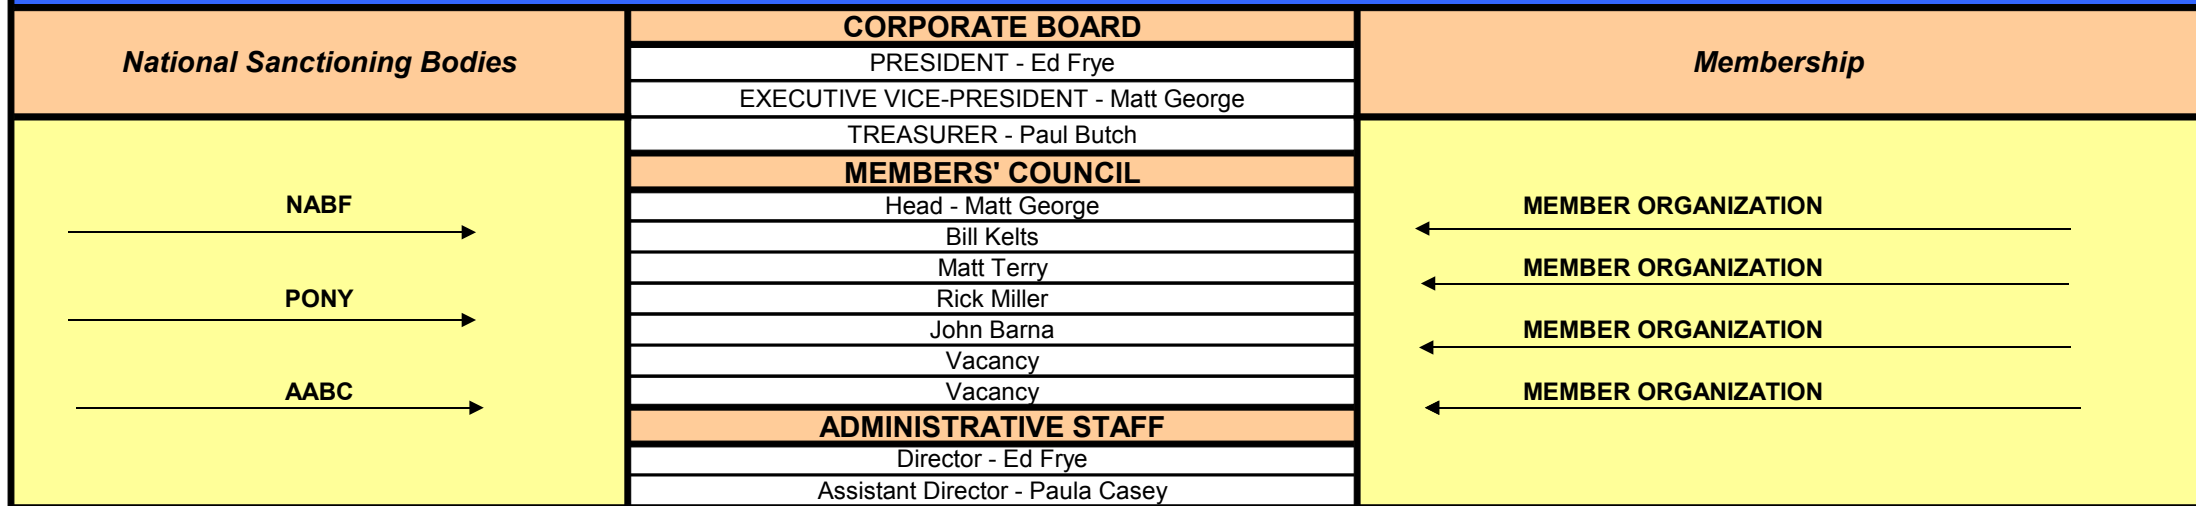 National Sanctioning Bodies
NABF
PONY
AABC
CORPORATE BOARD
PRESIDENT - Ed Frye
EXECUTIVE VICE-PRESIDENT - Matt George
TREASURER - Paul Butch
MEMBERS' COUNCIL
Head - Matt George
Bill Kelts
Matt Terry
Rick Miller
John Barna
Vacancy
Vacancy
ADMINISTRATIVE STAFF
Director - Ed Frye
Assistant Director - Paula Casey
Membership
MEMBER ORGANIZATION
MEMBER ORGANIZATION
MEMBER ORGANIZATION
MEMBER ORGANIZATION